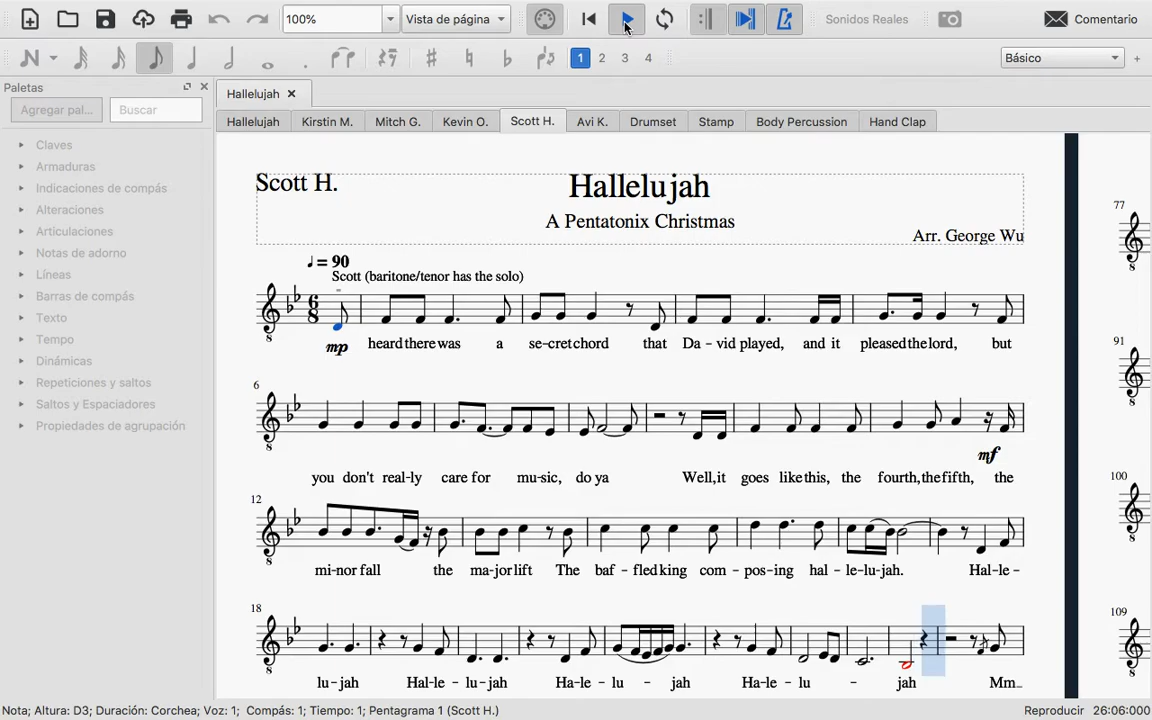 100%
Vista de página
Sonidos Reales
Comentario
1 2 3 4
Básico
Paletas
Hallelujah
Agregar pal...
Buscar
Hallelujah Kirstin M. Mitch G. Kevin O. Scott H. Avi K. Drumset Stamp Body Percussion Hand Clap
Claves
Armaduras
Indicaciones de compás
Alteraciones
Articulaciones
Notas de adorno
Líneas
Barras de compás
Texto
Tempo
Dinámicas
Repeticiones y saltos
Saltos y Espaciadores
Propiedades de agrupación
Scott H.
Hallelujah
A Pentatonix Christmas
Arr. George Wu
= 90
Scott (baritone/tenor has the solo)
6 8
mp
heard there was a se-cret chord that Da-vid played, and it pleased the lord, but
6
you don't real-ly care for mu-sic, do ya Well, it goes like this, the fourth, the fifth, the
mf
12
mi-nor fall the ma-jor lift The baf-fled king com-pos-ing hal-le-lu-jah. Hal-le-
18
lu-jah Hal-le-lu-jah Ha-le-lu-jah Ha-le-lu-jah Mm_
77
91
100
109
Nota; Altura: D3; Duración: Corchea; Voz: 1; Compás: 1; Tiempo: 1; Pentagrama 1 (Scott H.)
Reproducir 26:06:000